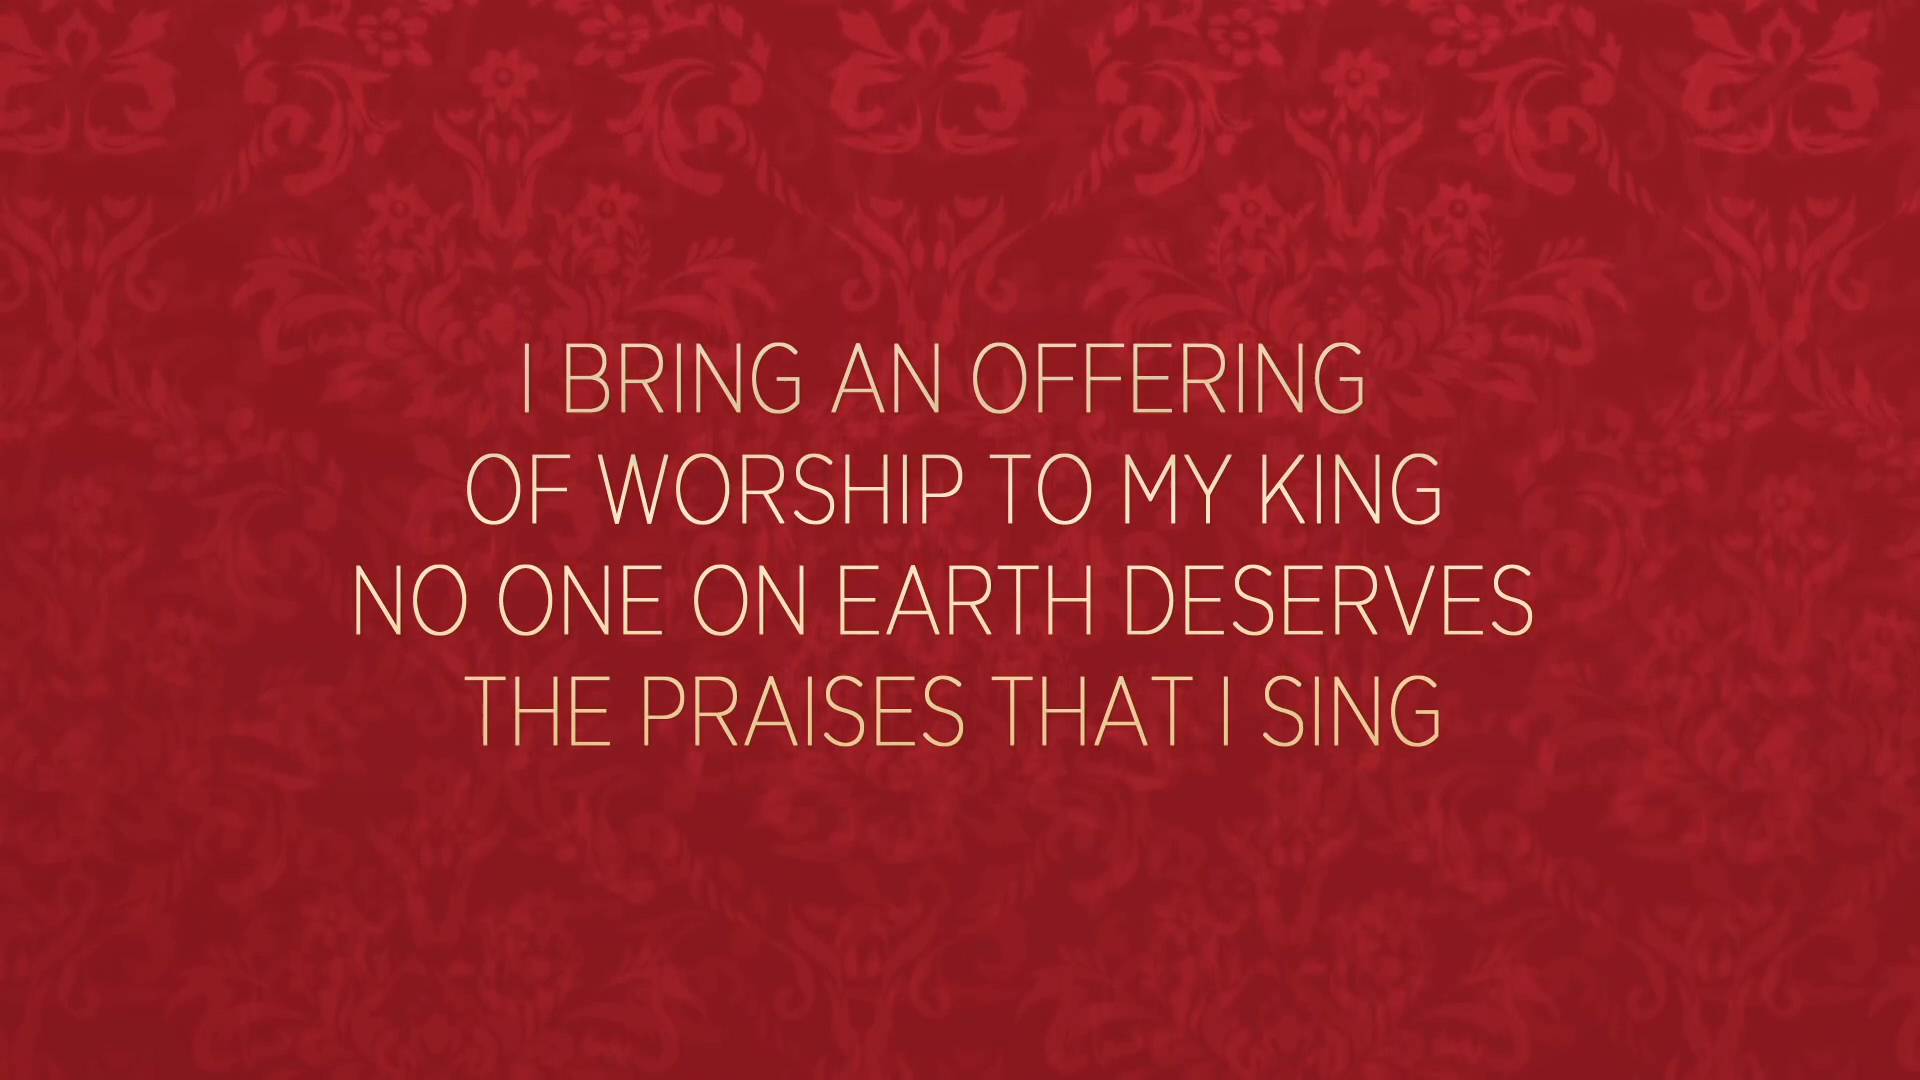 I BRING AN OFFERING
OF WORSHIP TO MY KING
NO ONE ON EARTH DESERVES
THE PRAISES THAT I SING